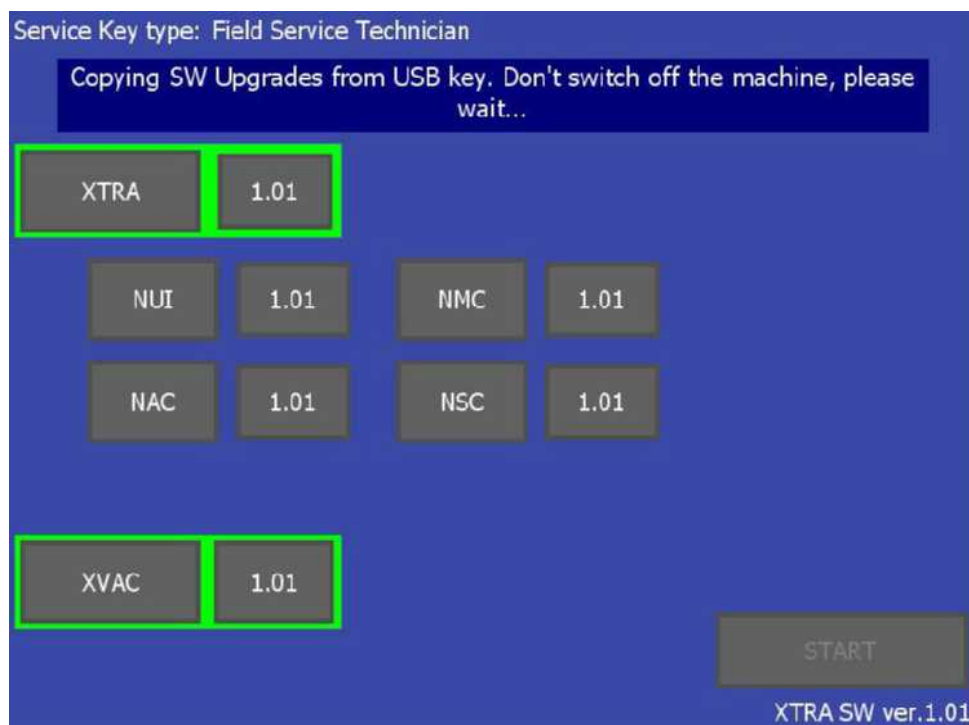 Service Key type: Field Service Technician
Copying SW Upgrades from USB key. Don't switch off the machine, please
wait...
XTRA 1.01
NUI 1.01 NMC 1.01
NAC 1.01 NSC 1.01
XVAC 1.01
START
XTRA SW ver.1.01